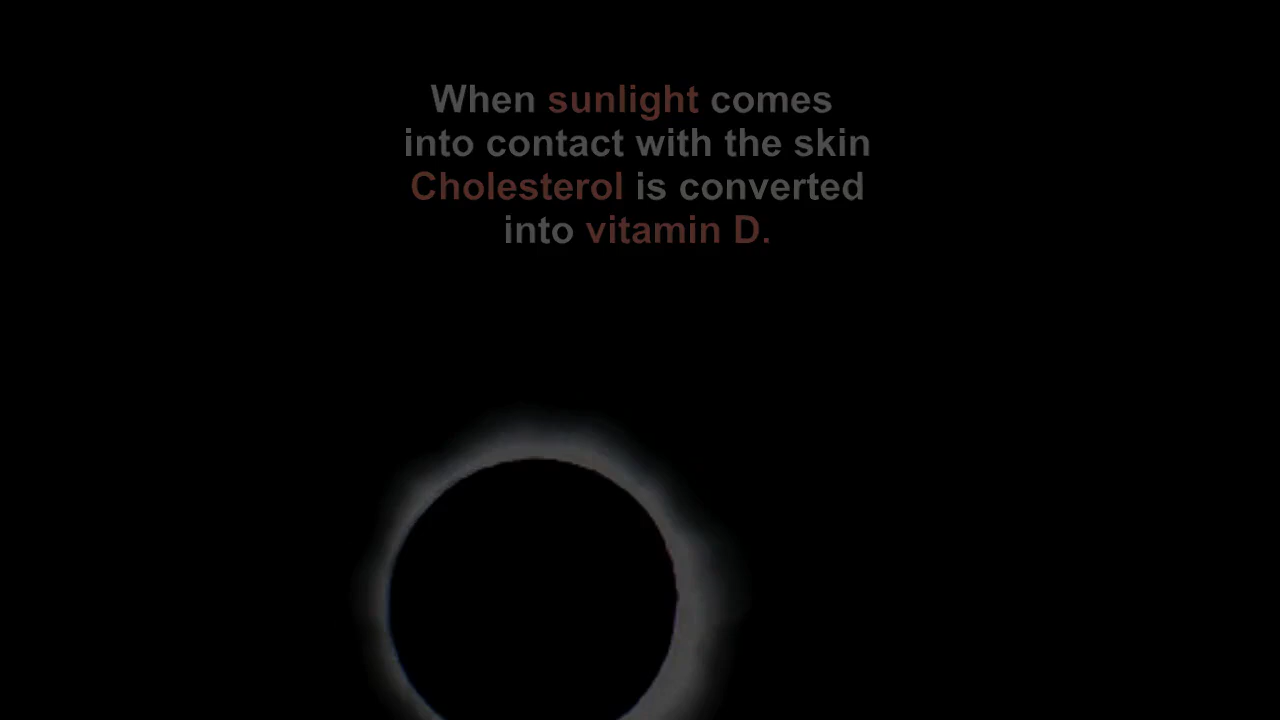 When sunlight comes
into contact with the skin
Cholesterol is converted
into vitamin D.